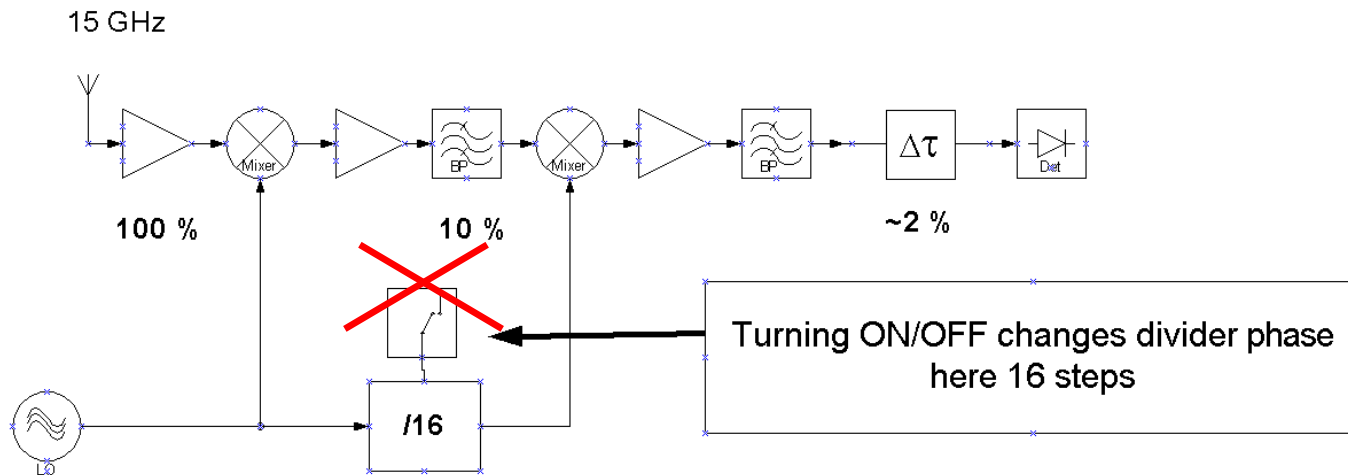 15 GHz
Mixer
BP
Mixer
BP
Δτ
Det
100 %
10 %
~2 %
Turning ON/OFF changes divider phase
here 16 steps
/16
LO